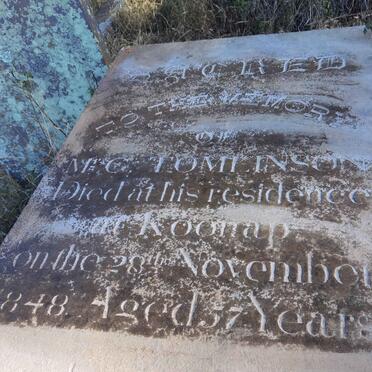 SACRED
TO THE MEMORY
OF
Mr G. TOMLINSON
Died at his residence
at Koonap
on the 28th November
1848. Aged 57 Years